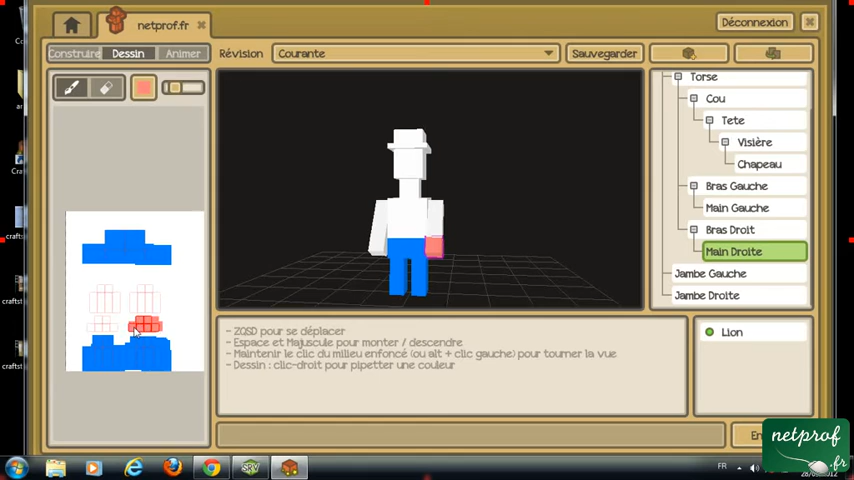 netprof.fr
Déconnexion
Construire Dessin Animer
Révision Courante Sauvegarder
Torse
Cou
Tete
Visière
Chapeau
Bras Gauche
Main Gauche
Bras Droit
Main Droite
Jambe Gauche
Jambe Droite
- ZQSD pour se déplacer
- Espace et Majuscule pour monter / descendre
- Maintenir le clic du milieu enfoncé (ou alt + clic gauche) pour tourner la vue
- Dessin : clic-droit pour pipetter une couleur
Lion
netprof
.fr
SRV
FR